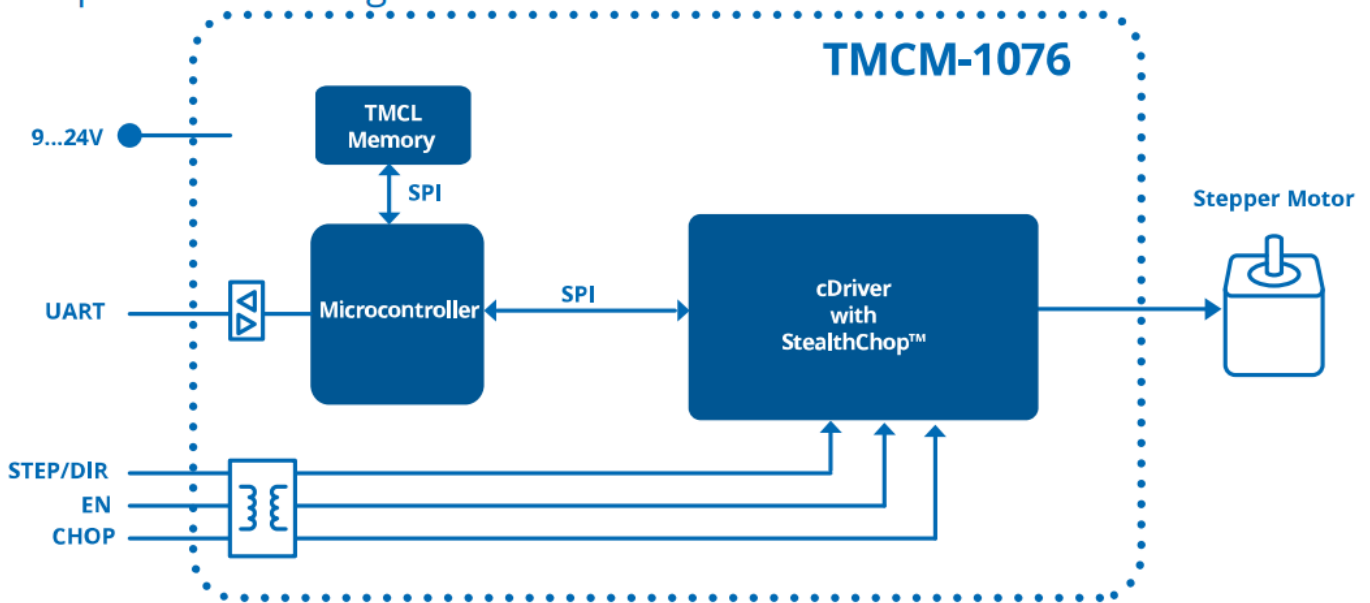 TMCM-1076
TMCL
Memory
9...24V
SPI
Stepper Motor
UART
Microcontroller
SPI
cDriver
with
StealthChop™
STEP/DIR
EN
CHOP